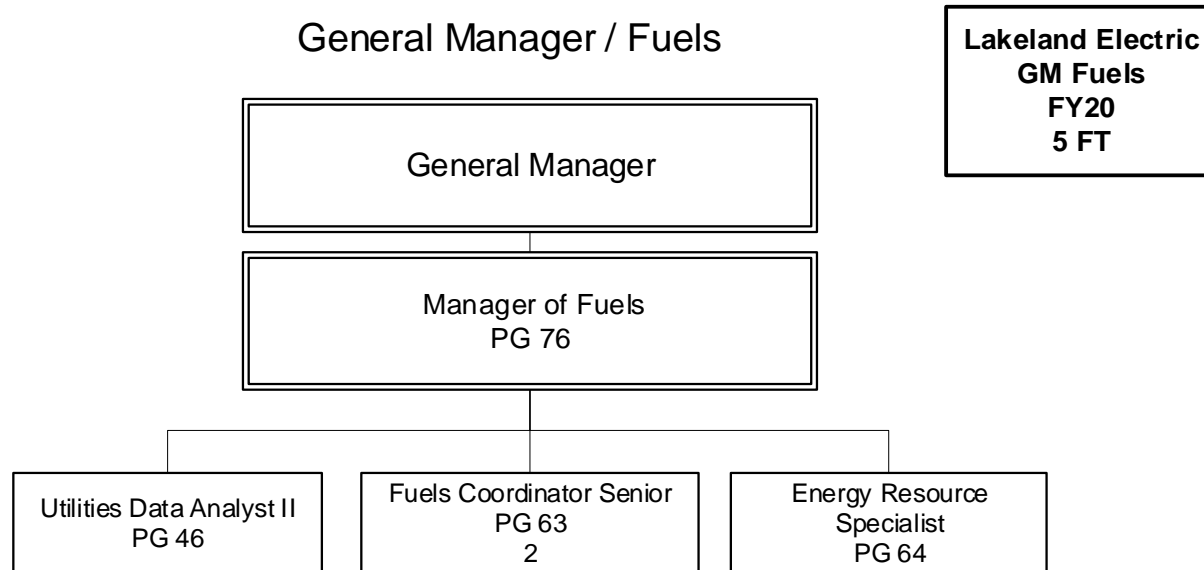 General Manager / Fuels
Lakeland Electric
GM Fuels
FY20
5 FT
General Manager
Manager of Fuels
PG 76
Utilities Data Analyst II
PG 46
Fuels Coordinator Senior
PG 63
2
Energy Resource
Specialist
PG 64